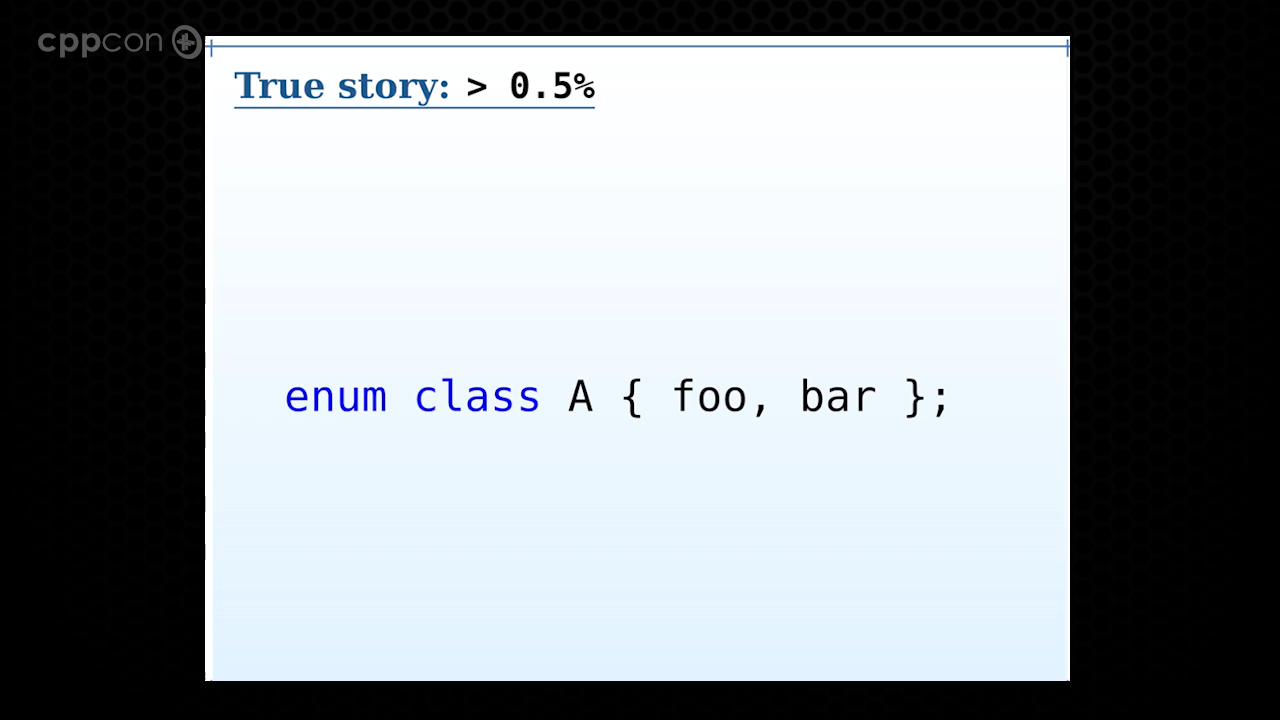 cppcon
True story: > 0.5%
enum class A { foo, bar };